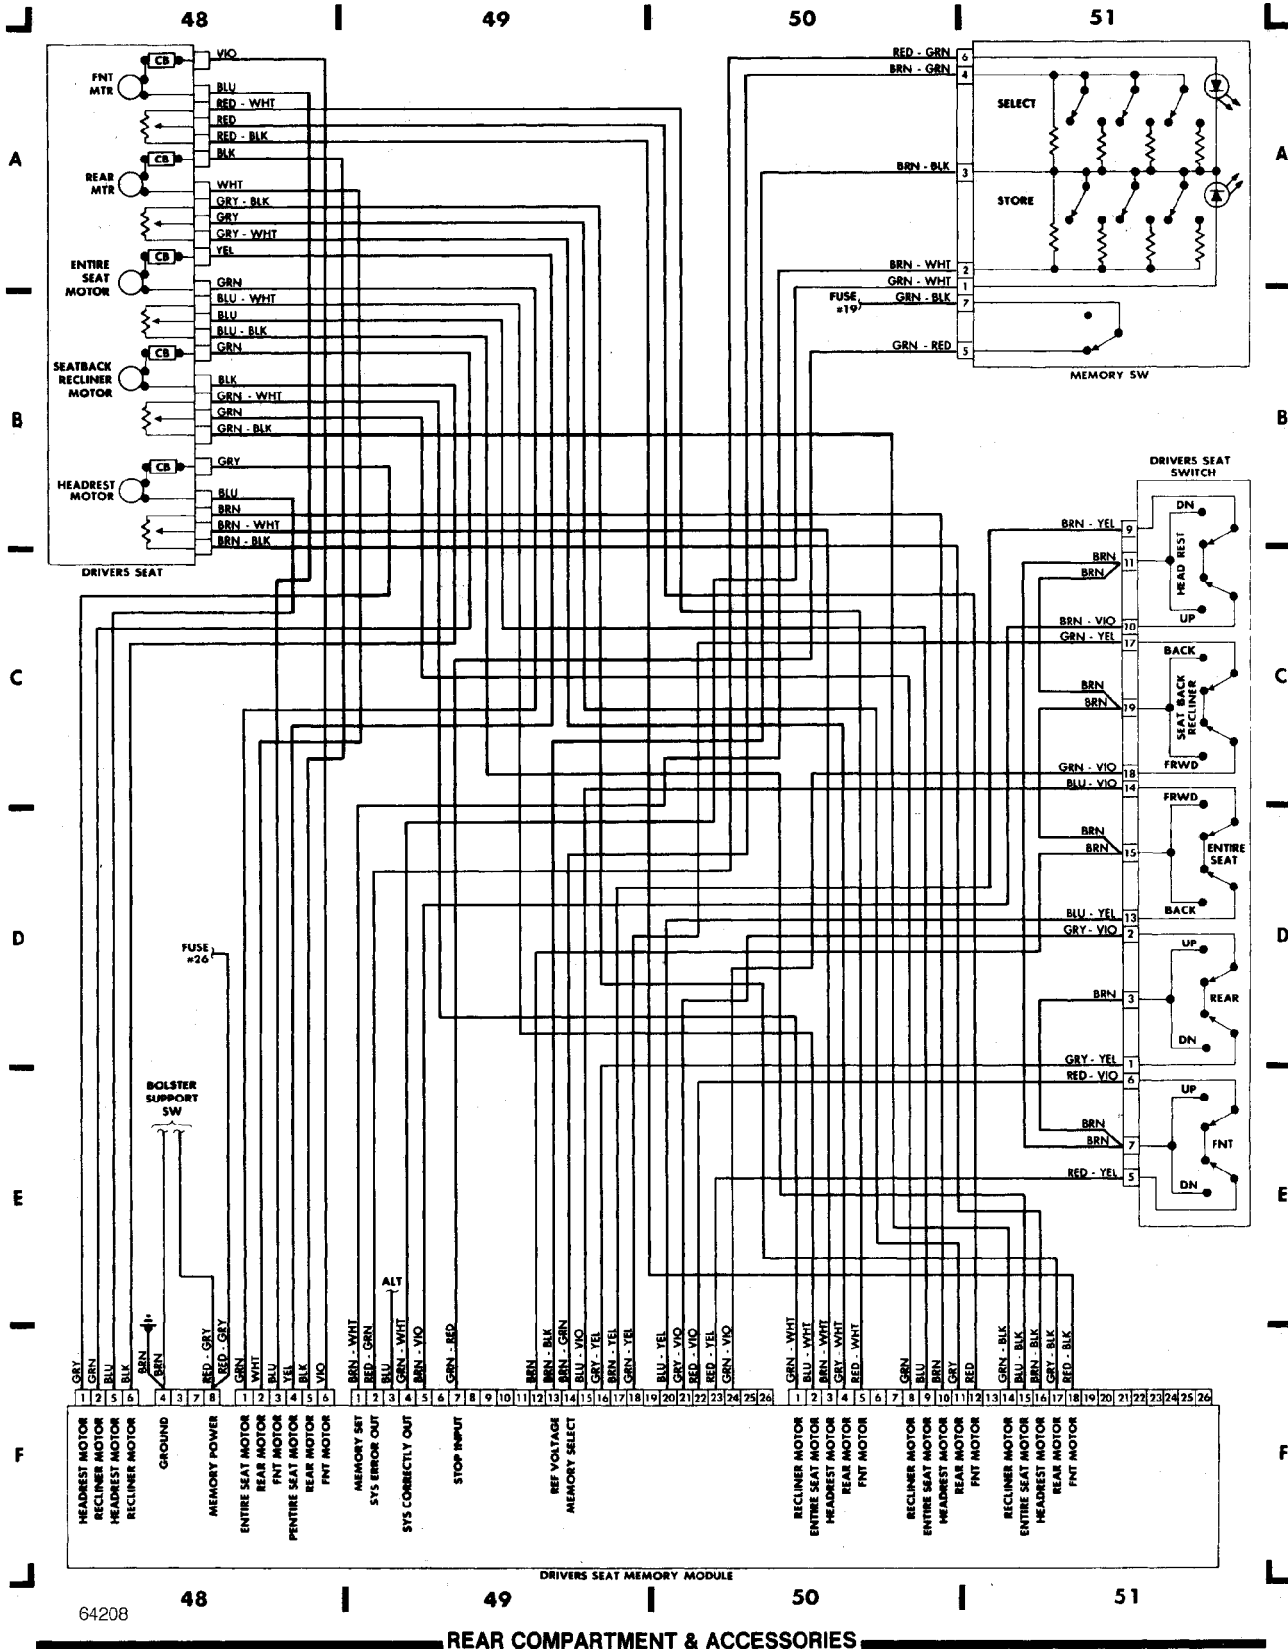 48 49 50 51
A
B
C
D
E
F
A
B
C
D
E
F
FNT
MTR
CB
REAR
MTR
CB
ENTIRE
SEAT
MOTOR
CB
SEATBACK
RECLINER
MOTOR
CB
HEADREST
MOTOR
CB
DRIVERS SEAT
VIO
BLU
RED - WHT
RED
RED - BLK
BLK
WHT
GRY - BLK
GRY
GRY - WHT
YEL
GRN
BLU - WHT
BLU
BLU - BLK
GRN
BLK
GRN - WHT
GRN
GRN - BLK
GRY
BLU
BRN
BRN - WHT
BRN - BLK
RED - GRN 6
BRN - GRN 4
BRN - BLK 3
BRN - WHT 2
GRN - WHT 1
FUSE
#19
GRN - BLK 7
GRN - RED 5
SELECT
STORE
MEMORY SW
DRIVERS SEAT
SWITCH
BRN - YEL 9
BRN 11
BRN
BRN - VIO 10
GRN - YEL 17
BRN
BRN 19
GRN - VIO 18
BLU - VIO 14
BRN
BRN 15
BLU - YEL 13
GRY - VIO 2
BRN 3
GRY - YEL 1
RED - VIO 6
BRN
BRN 7
RED - YEL 5
DN
HEAD REST
UP
BACK
SEAT BACK
RECLINER
FRWD
FRWD
ENTIRE
SEAT
BACK
UP
REAR
DN
UP
FNT
DN
FUSE
#26
BOLSTER
SUPPORT
SW
ALT
GRY
GRN
BLU
BLK
BRN
BRN
RED - GRY
RED - GRY
GRN
WHT
BLU
YEL
BLK
VIO
BRN - WHT
RED - GRN
BLU
GRN - WHT
BRN - VIO
GRN - RED
BRN
BRN - BLK
BRN - GRN
BLU - VIO
GRY - YEL
BRN - YEL
GRN - YEL
BLU - YEL
GRY - VIO
RED - VIO
RED - YEL
GRN - VIO
GRN - WHT
BLU - WHT
BRN - WHT
GRY - WHT
RED - WHT
GRN
BLU
BRN
GRY
RED
GRN - BLK
BLU - BLK
BRN - BLK
GRY - BLK
RED - BLK
1 2 5 6 4 3 7 8 1 2 3 4 5 6 1 2 3 4 5 6 7 8 9 10 11 12 13 14 15 16 17 18 19 20 21 22 23 24 25 26 1 2 3 4 5 6 7 8 9 10 11 12 13 14 15 16 17 18 19 20 21 22 23 24 25 26
HEADREST MOTOR
RECLINER MOTOR
HEADREST MOTOR
RECLINER MOTOR
GROUND
MEMORY POWER
ENTIRE SEAT MOTOR
REAR MOTOR
FNT MOTOR
PENTIRE SEAT MOTOR
REAR MOTOR
FNT MOTOR
MEMORY SET
SYS ERROR OUT
SYS CORRECTLY OUT
STOP INPUT
REF VOLTAGE
MEMORY SELECT
RECLINER MOTOR
ENTIRE SEAT MOTOR
HEADREST MOTOR
REAR MOTOR
FNT MOTOR
RECLINER MOTOR
ENTIRE SEAT MOTOR
HEADREST MOTOR
REAR MOTOR
FNT MOTOR
RECLINER MOTOR
ENTIRE SEAT MOTOR
HEADREST MOTOR
REAR MOTOR
FNT MOTOR
DRIVERS SEAT MEMORY MODULE
48 49 50 51
64208
REAR COMPARTMENT & ACCESSORIES